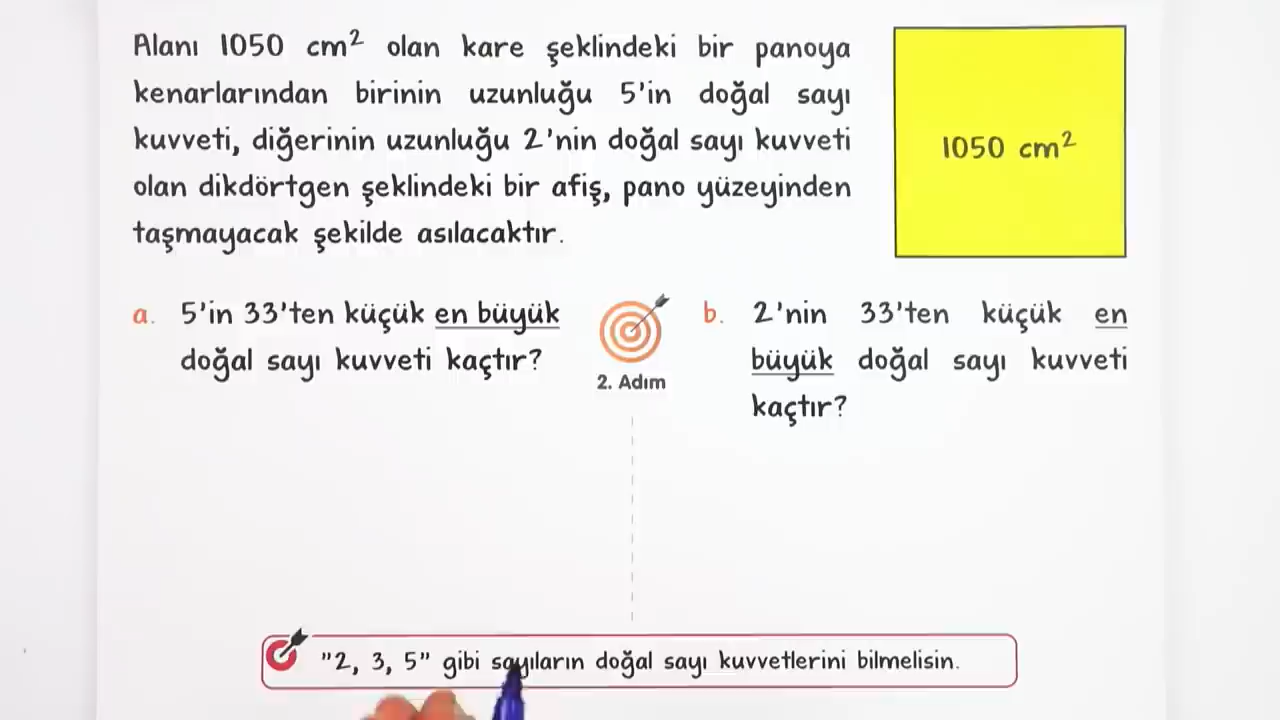 Alanı 1050 cm² olan kare şeklindeki bir panoya
kenarlarından birinin uzunluğu 5'in doğal sayı
kuvveti, diğerinin uzunluğu 2'nin doğal sayı kuvveti
olan dikdörtgen şeklindeki bir afiş, pano yüzeyinden
taşmayacak şekilde asılacaktır.
1050 cm²
a. 5'in 33'ten küçük en büyük
doğal sayı kuvveti kaçtır?
2. Adım
b. 2'nin 33'ten küçük en
büyük doğal sayı kuvveti
kaçtır?
"2, 3, 5" gibi sayıların doğal sayı kuvvetlerini bilmelisin.